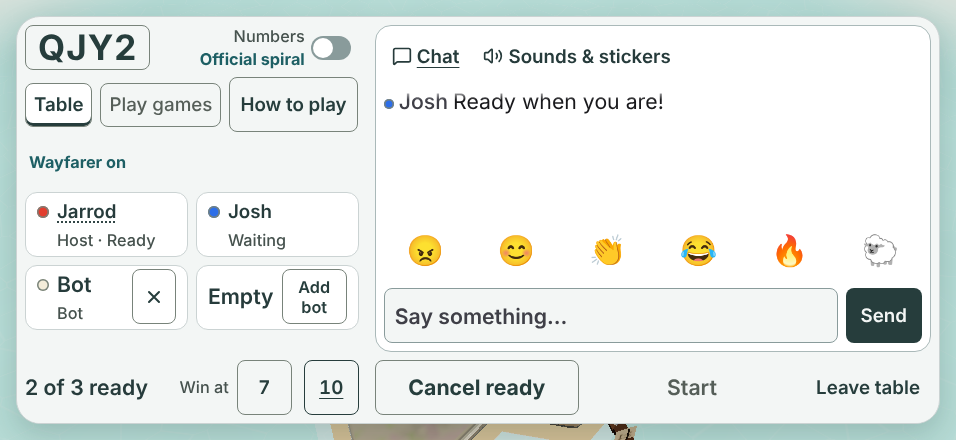 QJY2
Numbers
Official spiral
Table
Play games
How to play
Wayfarer on
Jarrod
Host · Ready
Josh
Waiting
Bot
Bot
×
Empty
Add
bot
2 of 3 ready
Win at
7
10
Chat
Sounds & stickers
Josh Ready when you are!
Say something...
Send
Cancel ready
Start
Leave table